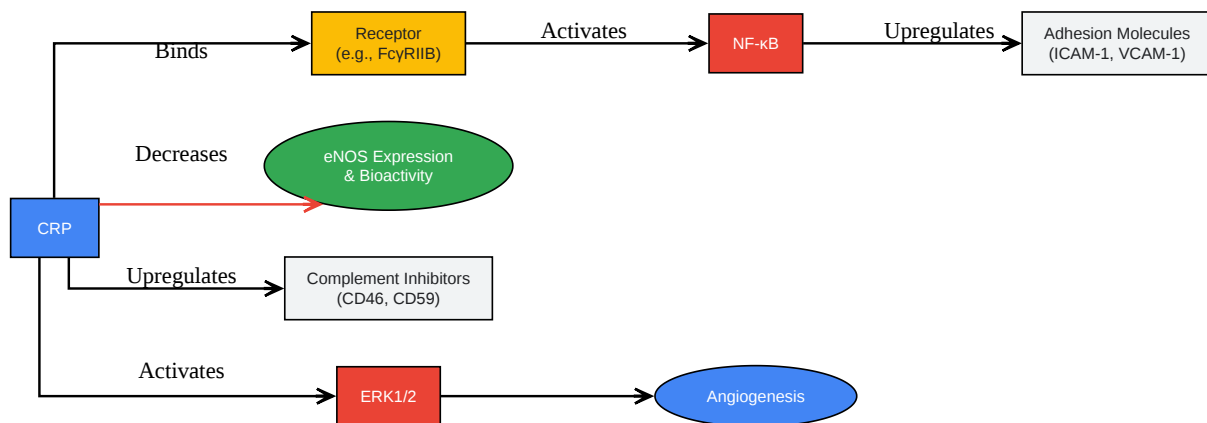 Binds
Receptor
(e.g., FcγRIIB)
Activates
NF-κB
Upregulates
Adhesion Molecules
(ICAM-1, VCAM-1)
Decreases
eNOS Expression
& Bioactivity
CRP
Upregulates
Complement Inhibitors
(CD46, CD59)
Activates
ERK1/2
Angiogenesis